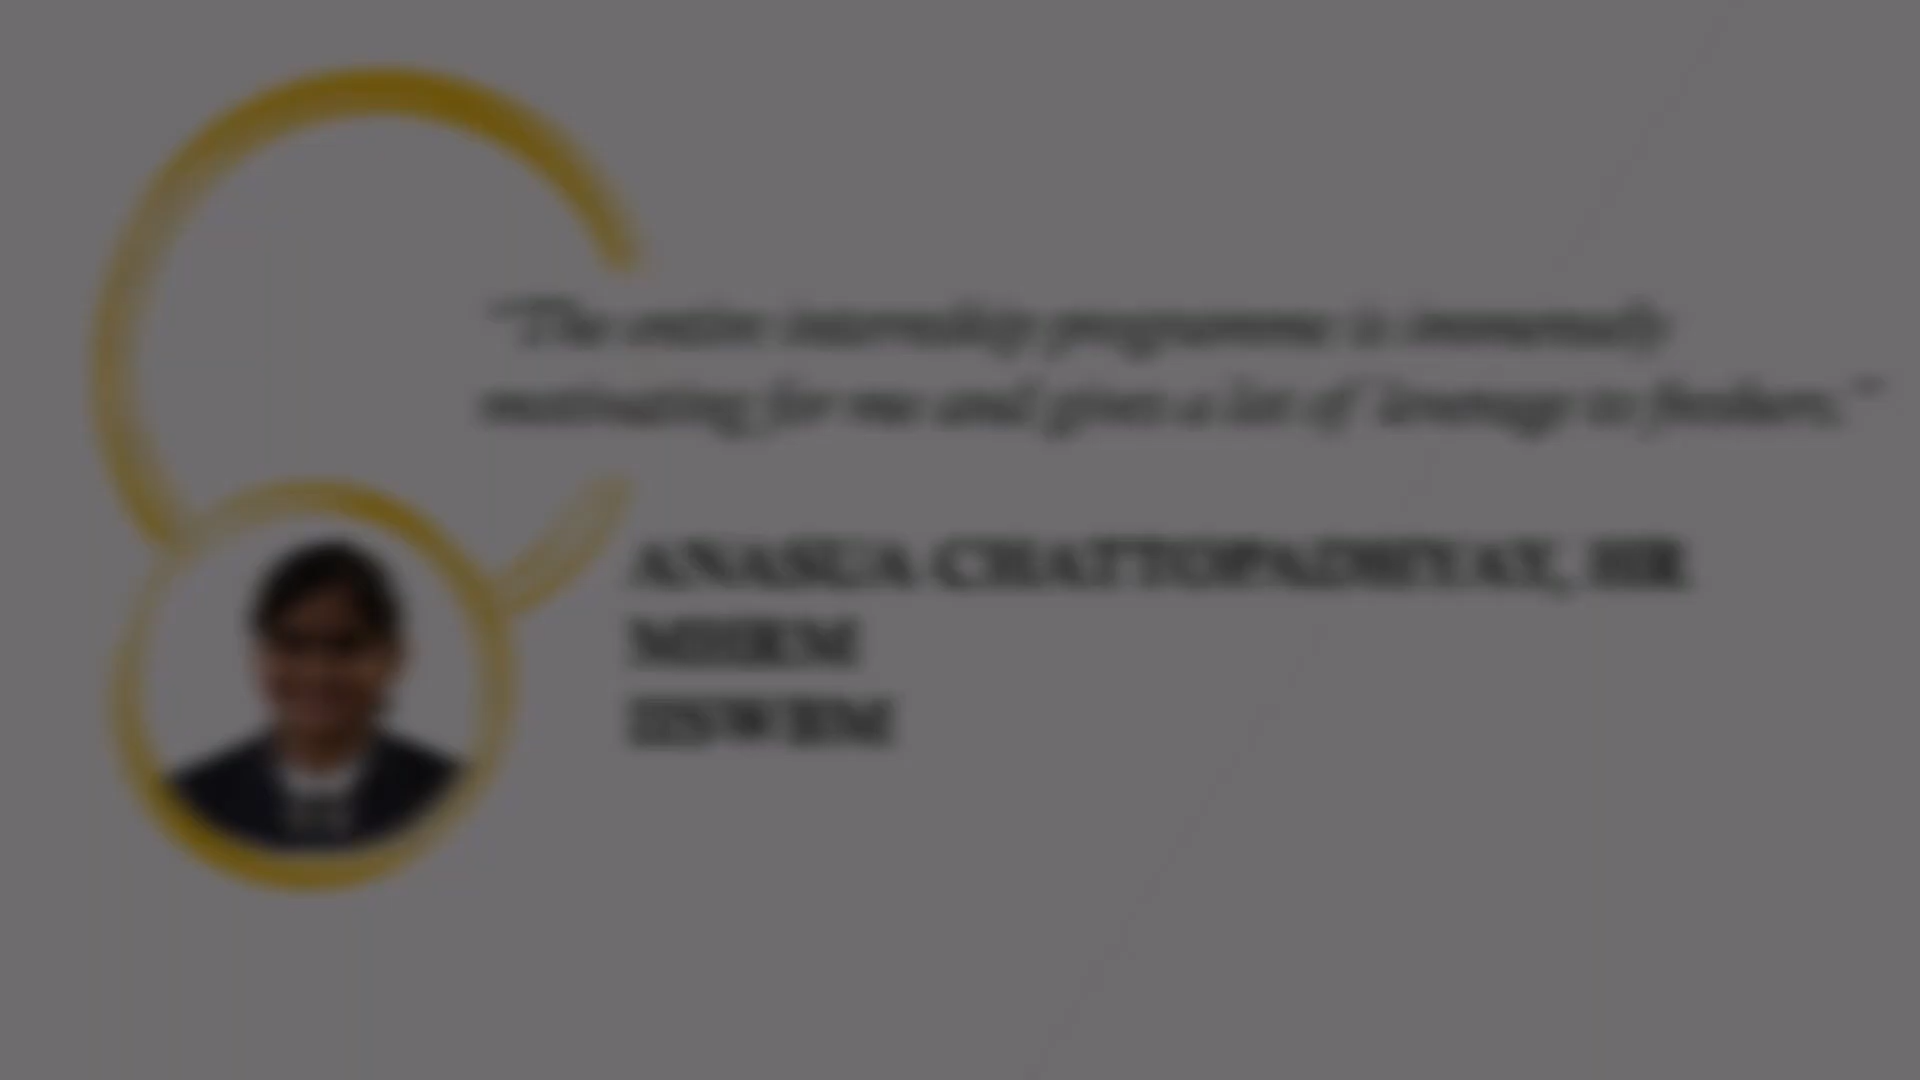 “The entire internship programme is immensely
motivating for me and gives a lot of leverage to freshers.”
ANASUA CHATTOPADHYAY, HR
MHRM
IISWBM